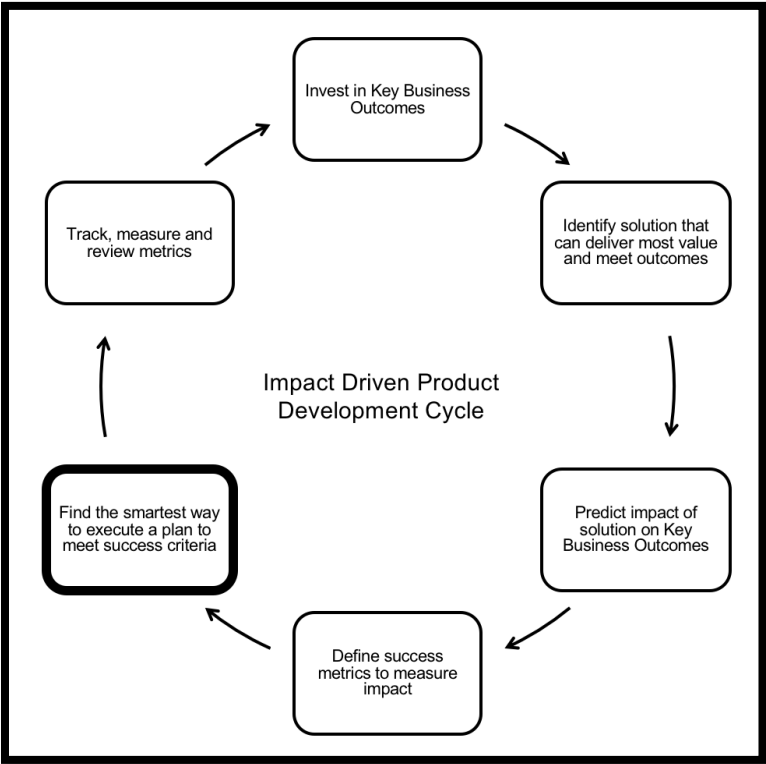 Invest in Key Business
Outcomes
Identify solution that
can deliver most value
and meet outcomes
Predict impact of
solution on Key
Business Outcomes
Define success
metrics to measure
impact
Find the smartest way
to execute a plan to
meet success criteria
Track, measure and
review metrics
Impact Driven Product
Development Cycle